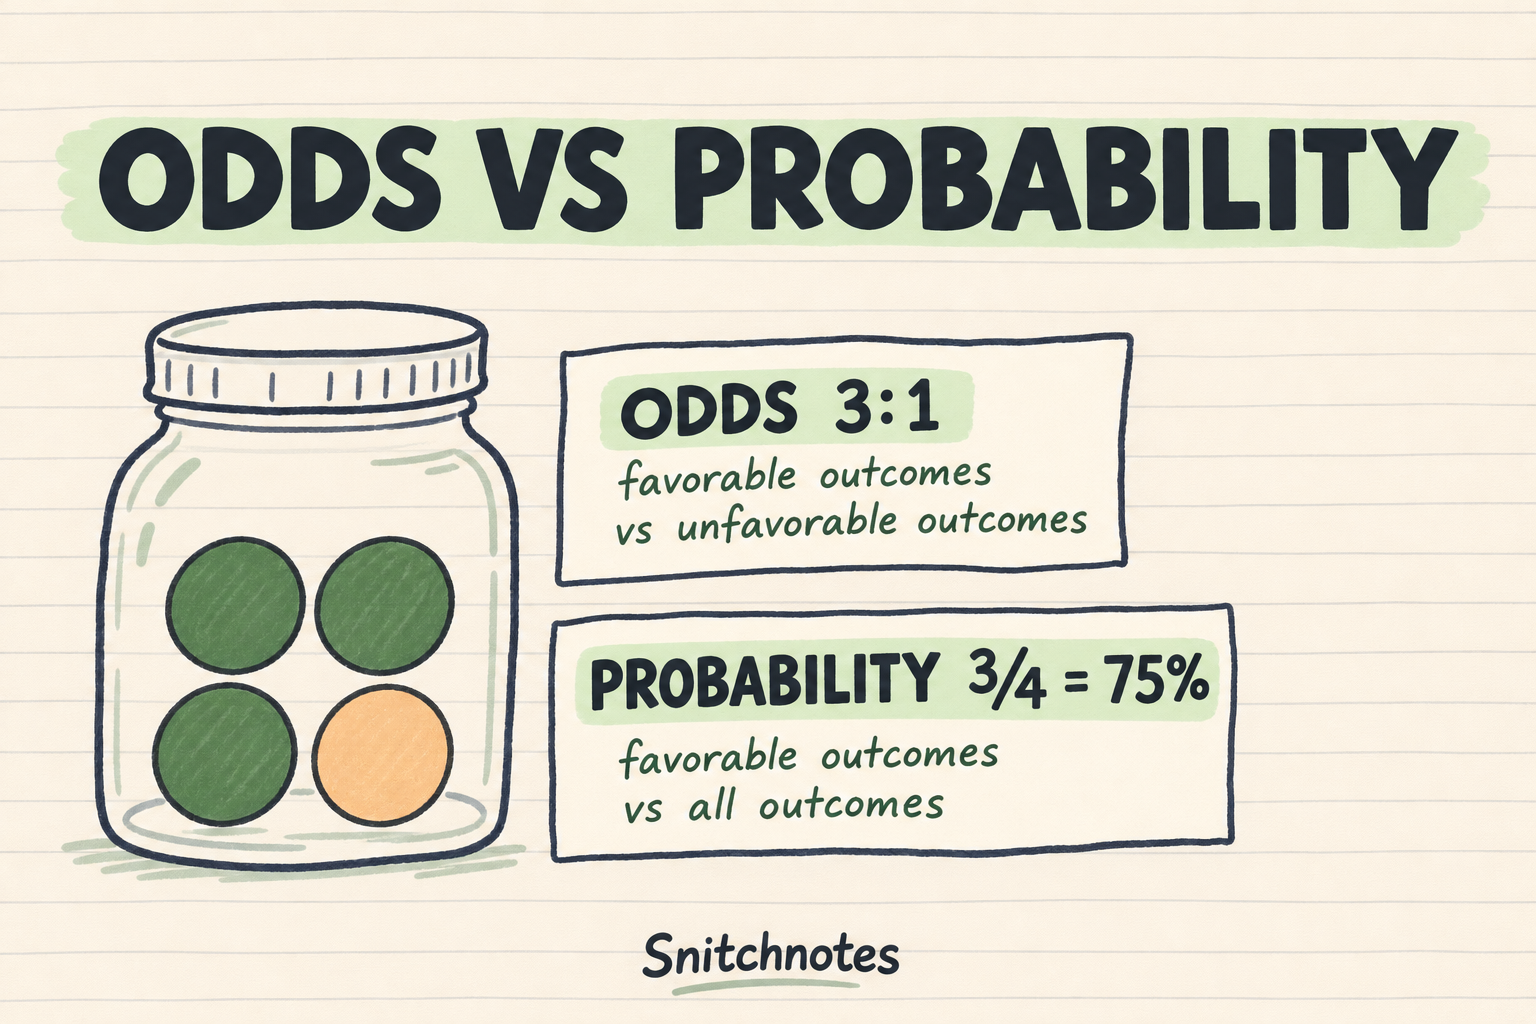 ODDS VS PROBABILITY
ODDS 3:1
favorable outcomes
vs unfavorable outcomes
PROBABILITY 3/4 = 75%
favorable outcomes
vs all outcomes
Snitchnotes